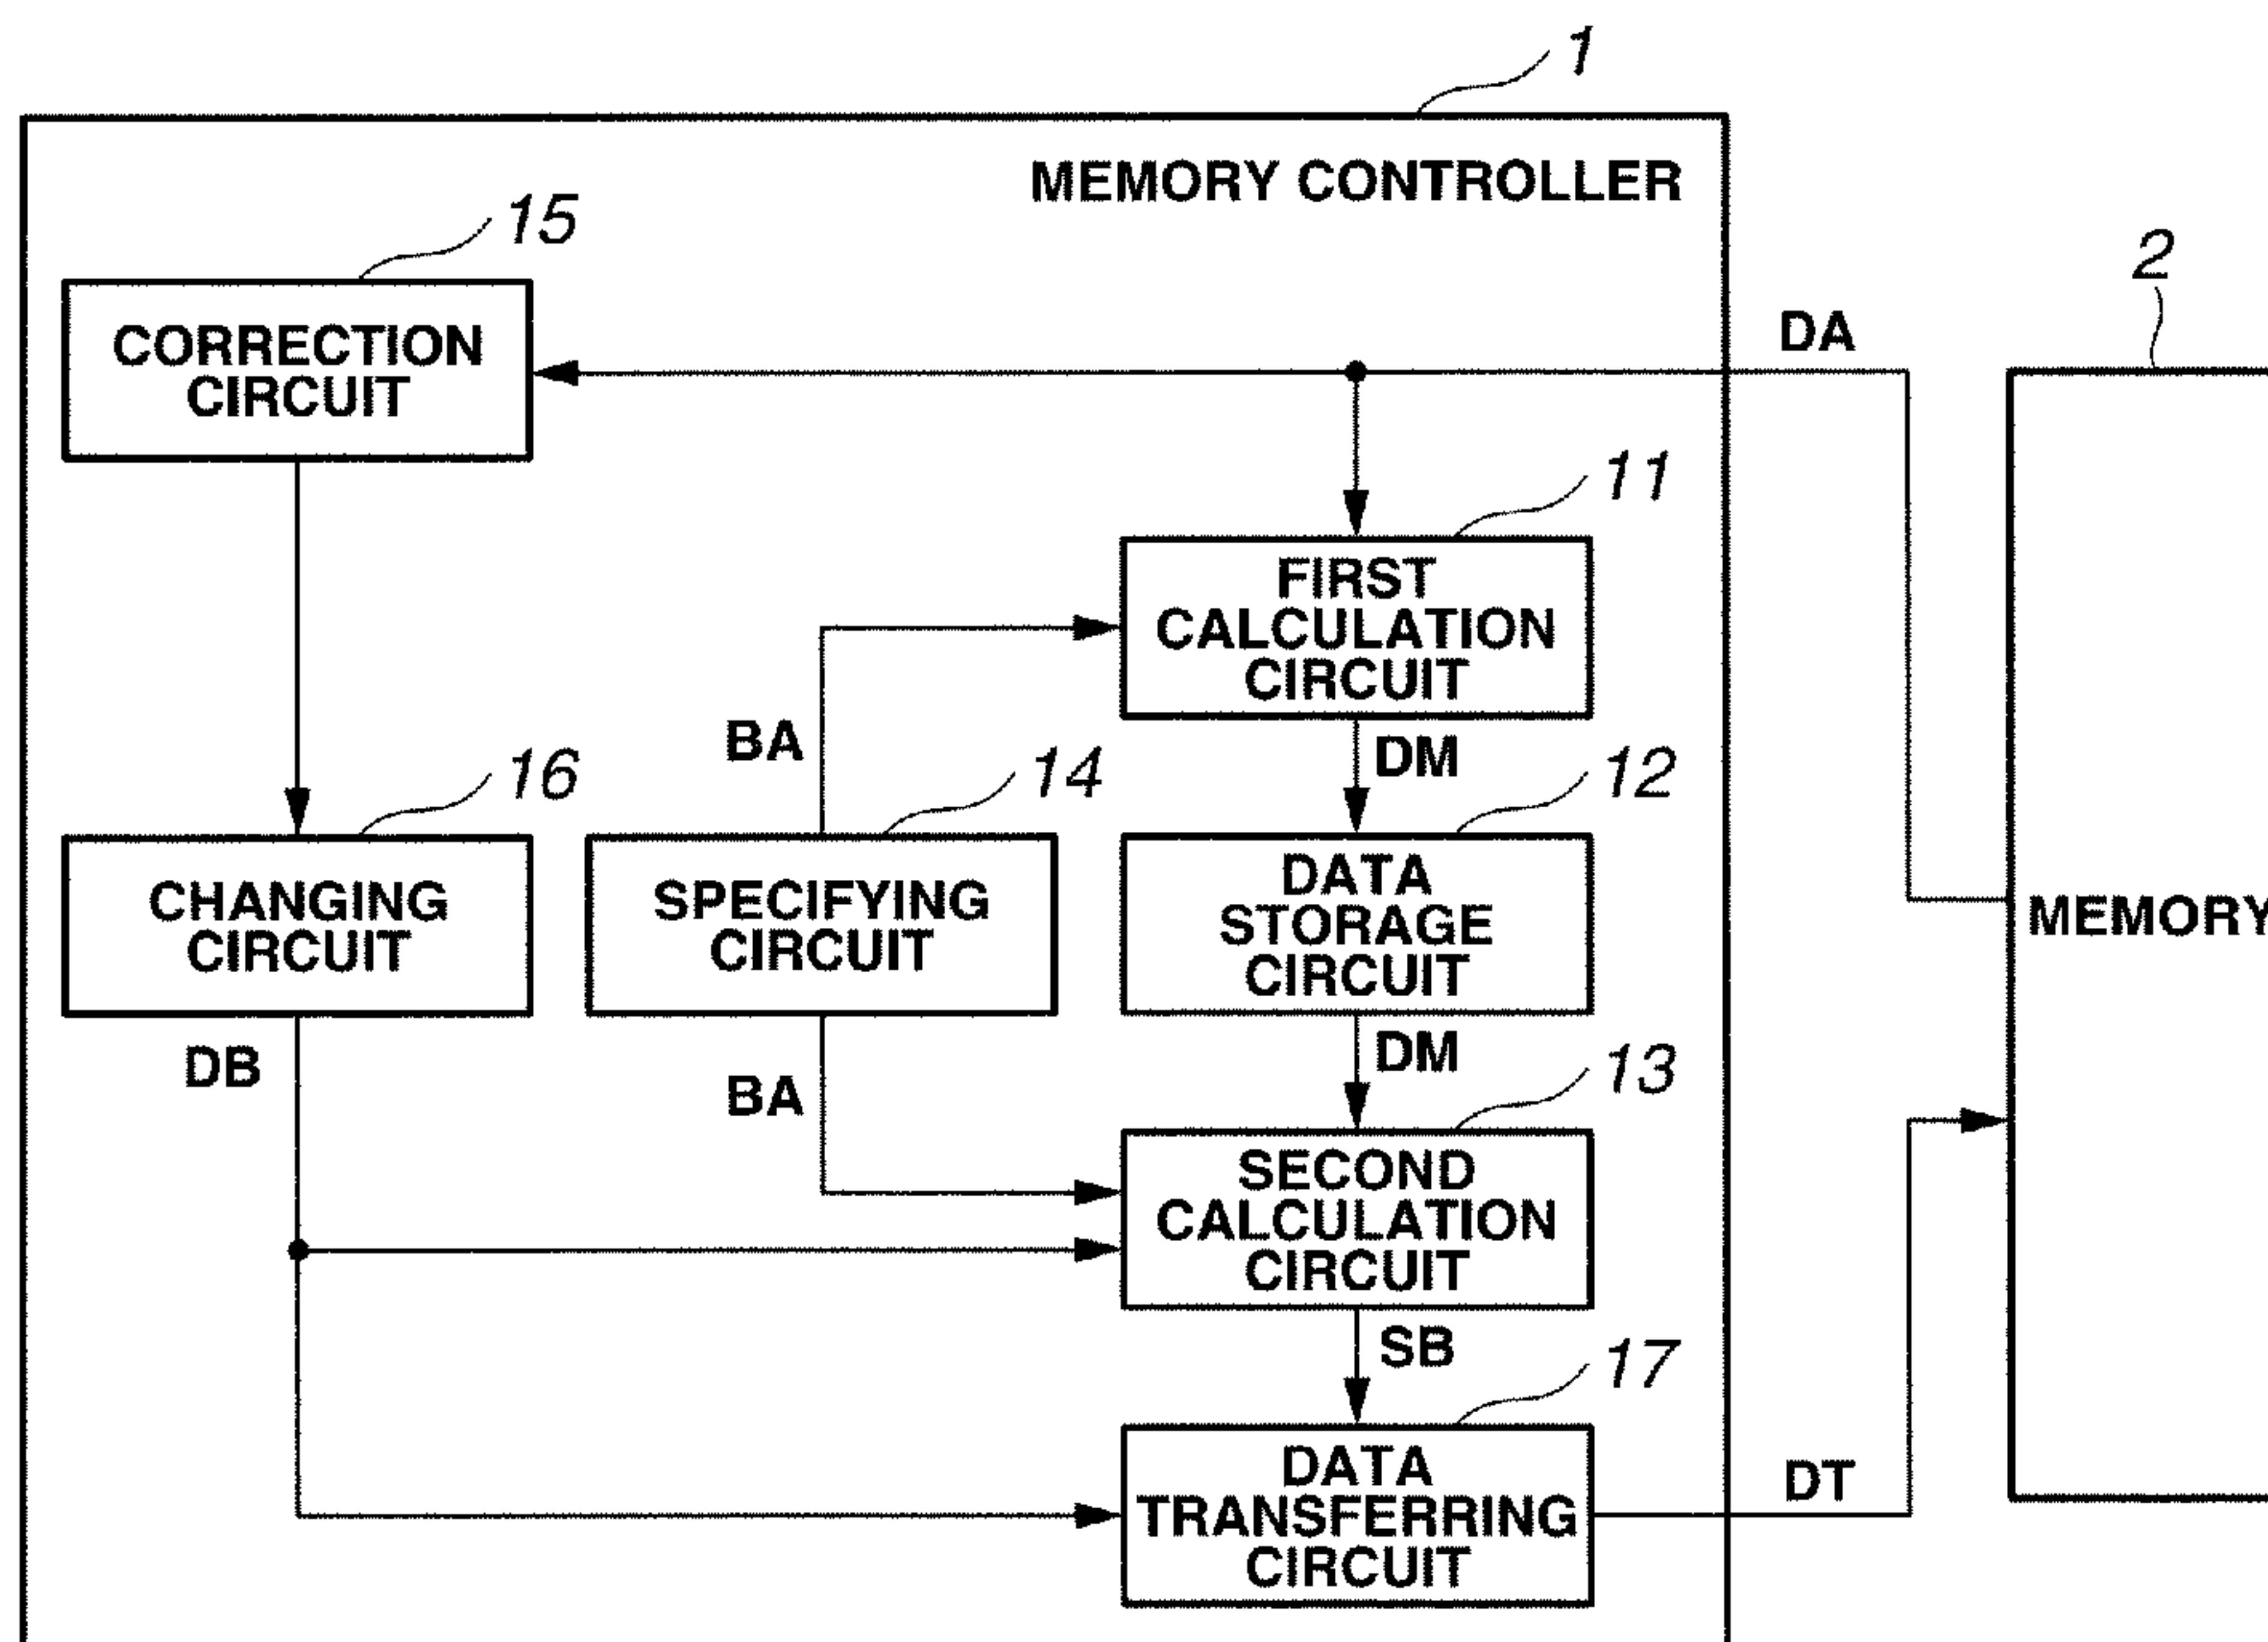 1
MEMORY CONTROLLER
15
2
CORRECTION
CIRCUIT
DA
11
FIRST
CALCULATION
CIRCUIT
BA
DM
16
14
12
CHANGING
CIRCUIT
SPECIFYING
CIRCUIT
DATA
STORAGE
CIRCUIT
MEMORY
DB
BA
DM
13
SECOND
CALCULATION
CIRCUIT
SB
17
DATA
TRANSFERRING
CIRCUIT
DT